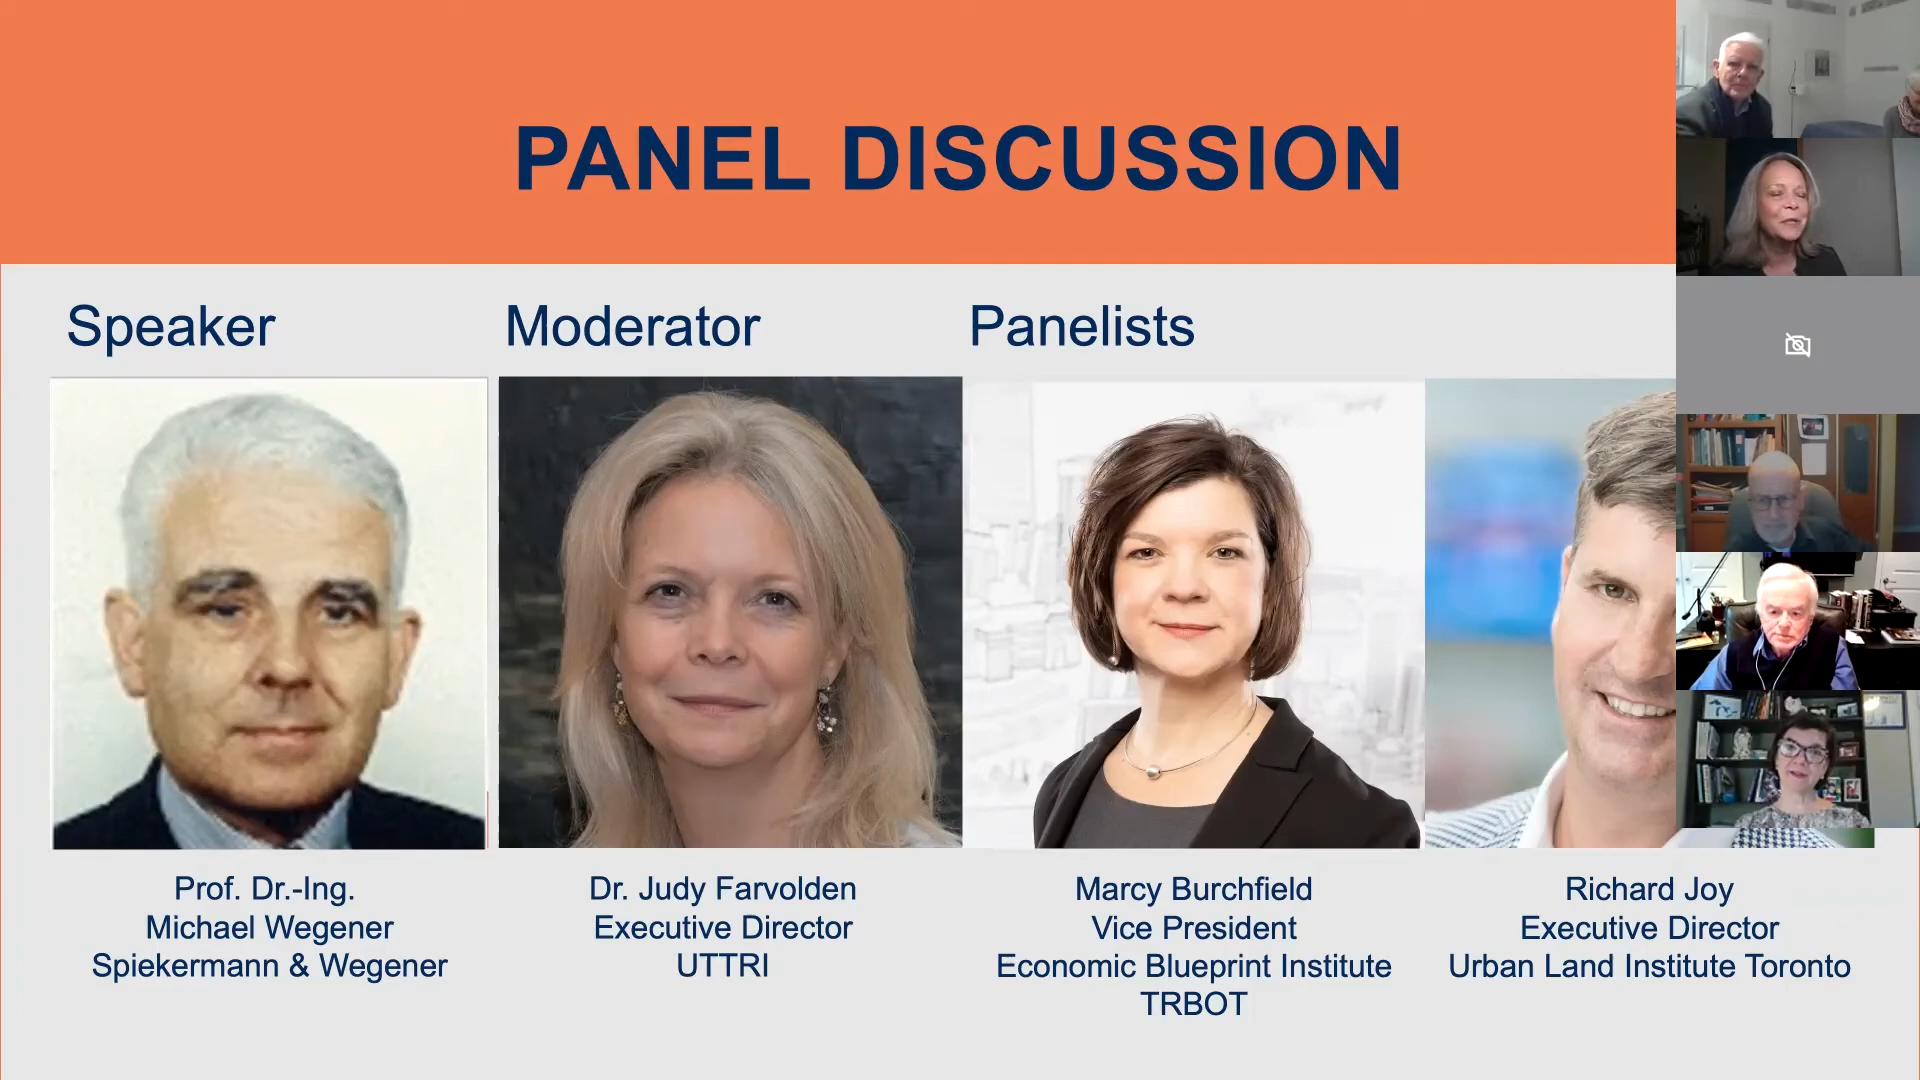 PANEL DISCUSSION
Speaker
Moderator
Panelists
Prof. Dr.-Ing.
Michael Wegener
Spiekermann & Wegener
Dr. Judy Farvolden
Executive Director
UTTRI
Marcy Burchfield
Vice President
Economic Blueprint Institute
TRBOT
Richard Joy
Executive Director
Urban Land Institute Toronto